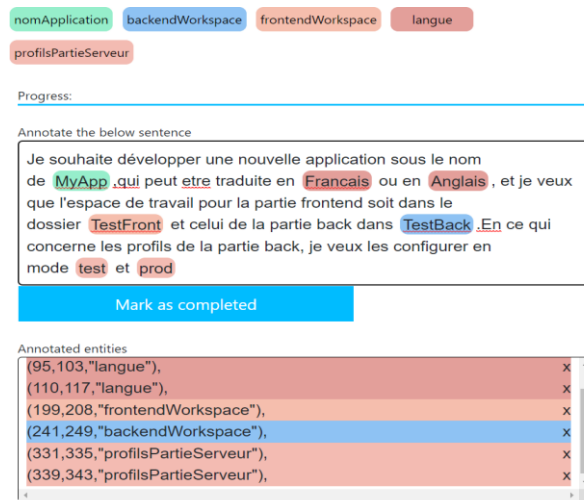 nomApplication backendWorkspace frontendWorkspace langue
profilsPartieServeur
Progress:
Annotate the below sentence
Je souhaite développer une nouvelle application sous le nom
de MyApp ,qui peut etre traduite en Francais ou en Anglais , et je veux
que l'espace de travail pour la partie frontend soit dans le
dossier TestFront et celui de la partie back dans TestBack .En ce qui
concerne les profils de la partie back, je veux les configurer en
mode test et prod
Mark as completed
Annotated entities
(95,103,"langue"), x
(110,117,"langue"), x
(199,208,"frontendWorkspace"), x
(241,249,"backendWorkspace"), x
(331,335,"profilsPartieServeur"), x
(339,343,"profilsPartieServeur"), x